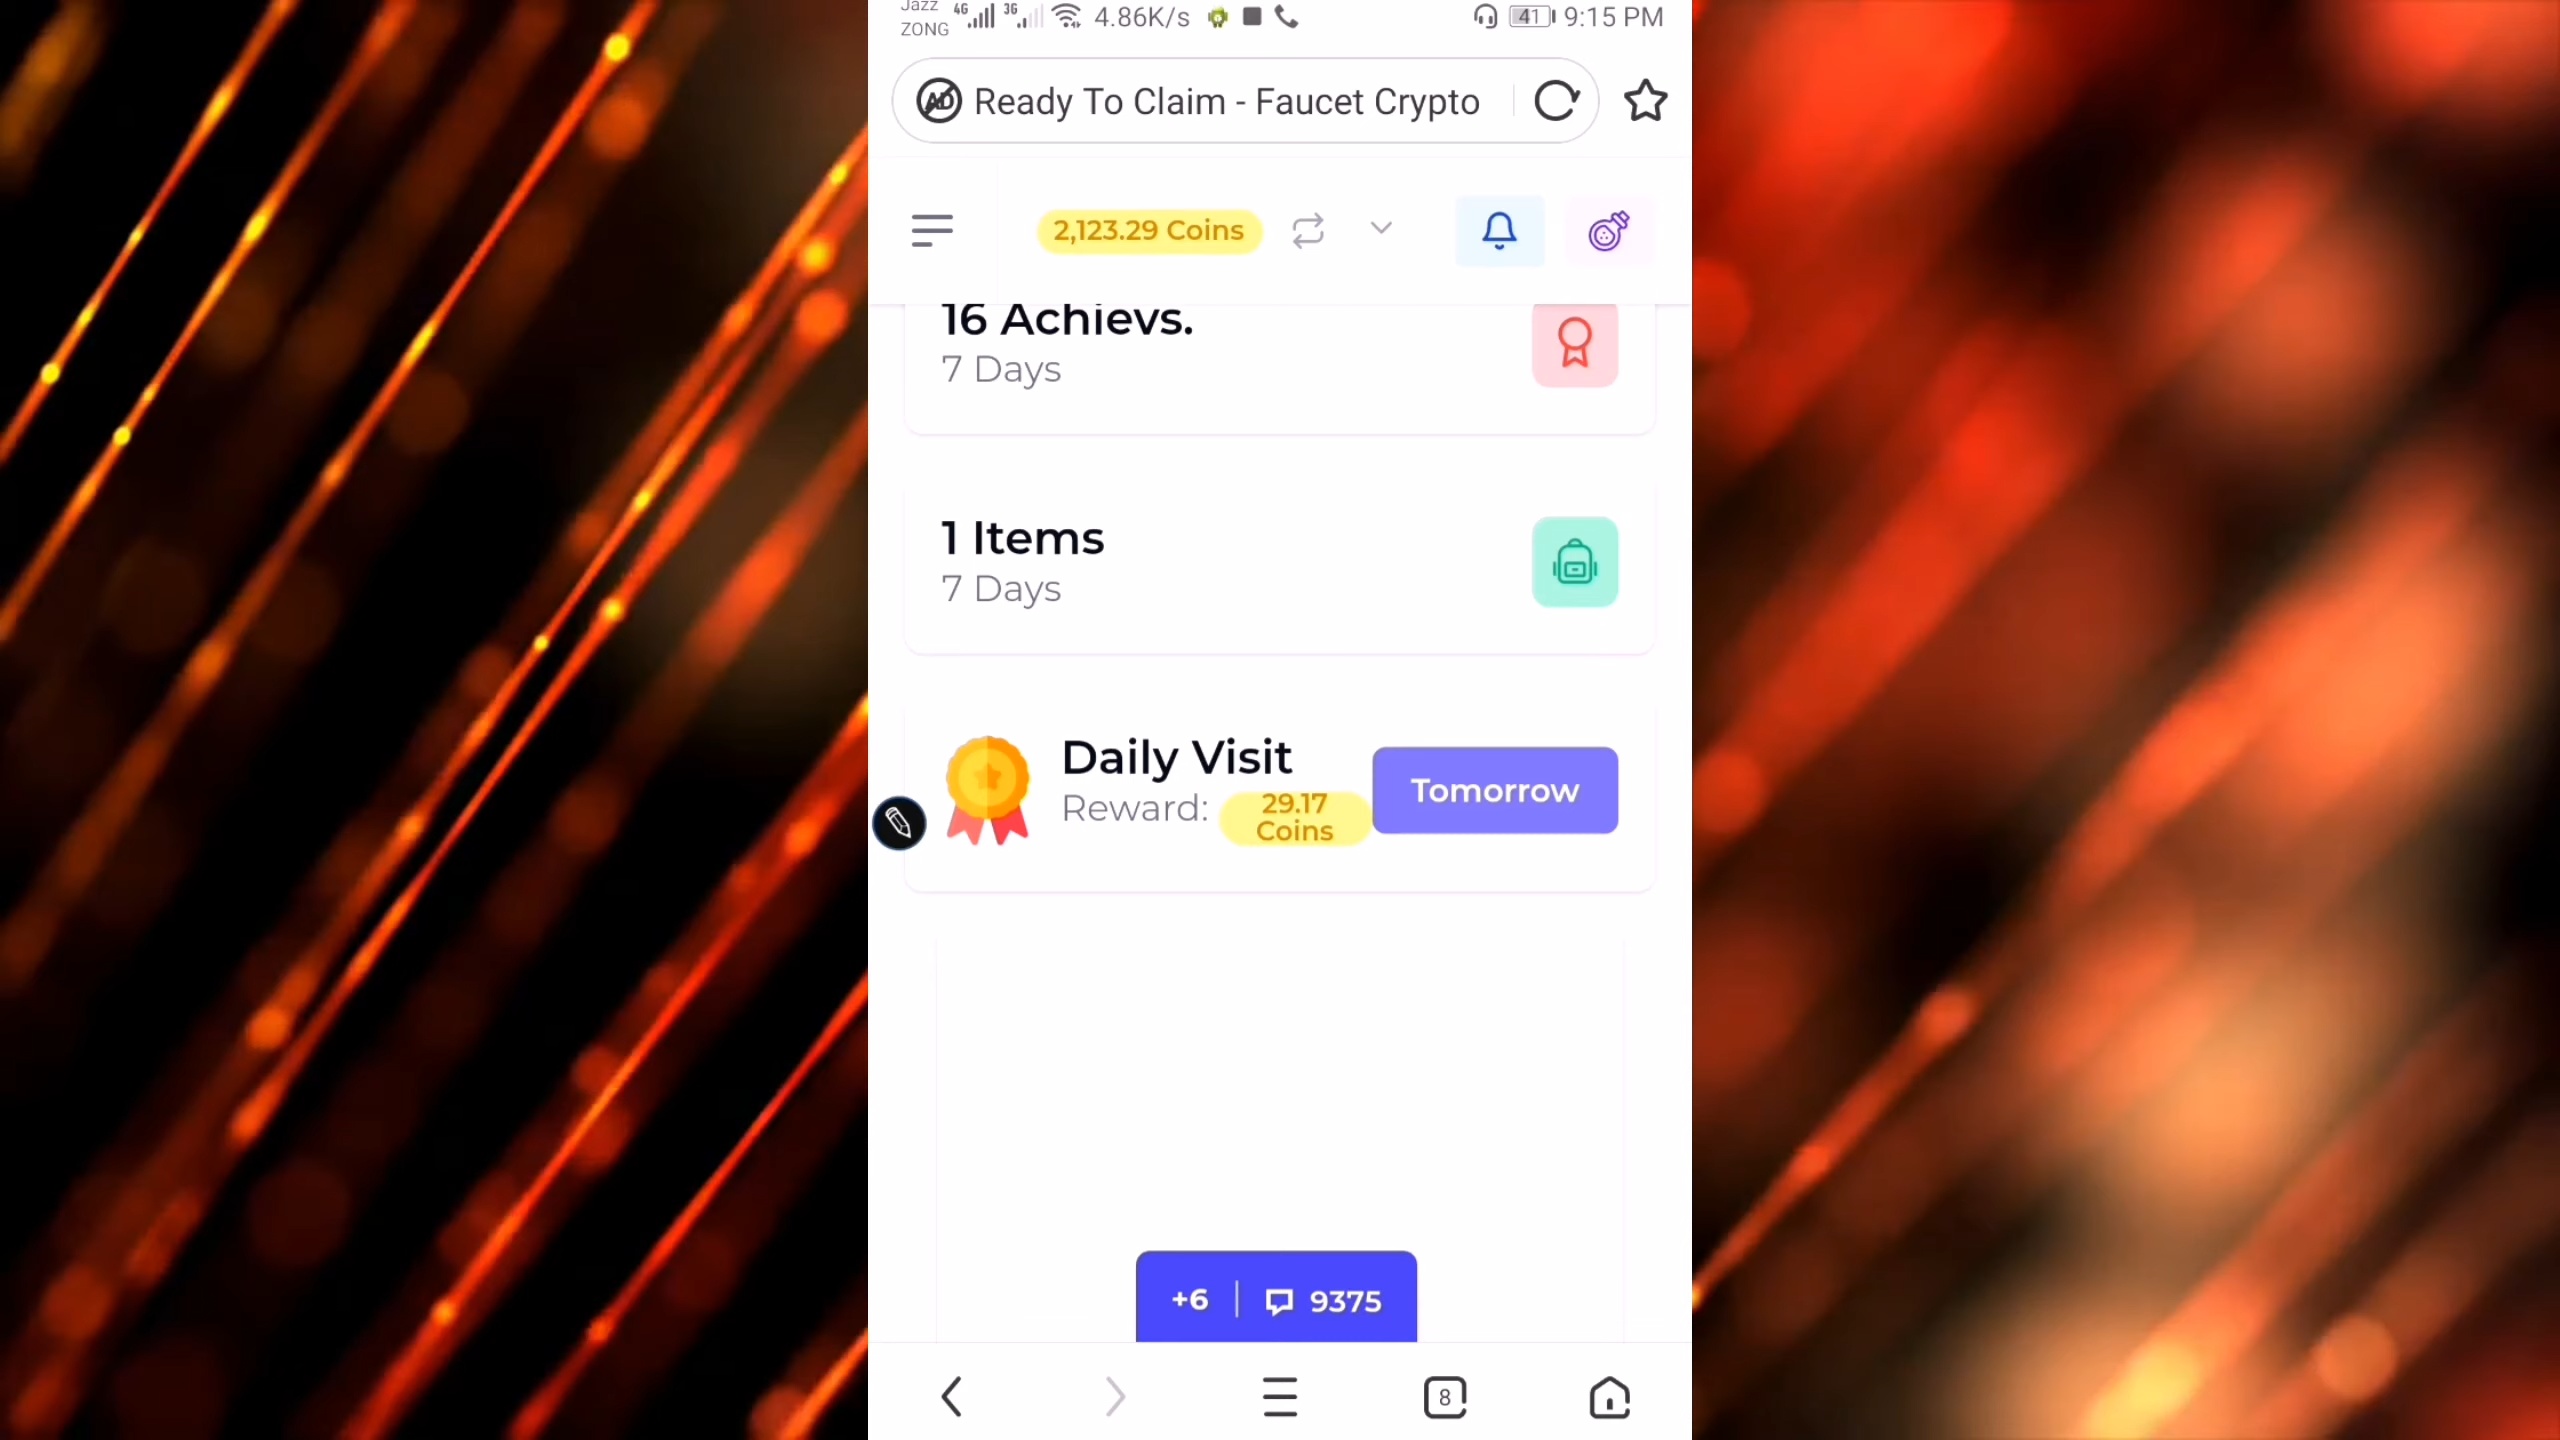 Jazz
ZONG
4G
3G
4.86K/s
41
9:15 PM
AD
Ready To Claim - Faucet Crypto
2,123.29 Coins
16 Achievs.
7 Days
1 Items
7 Days
Daily Visit
Reward: 29.17 Coins
Tomorrow
+6
9375
8